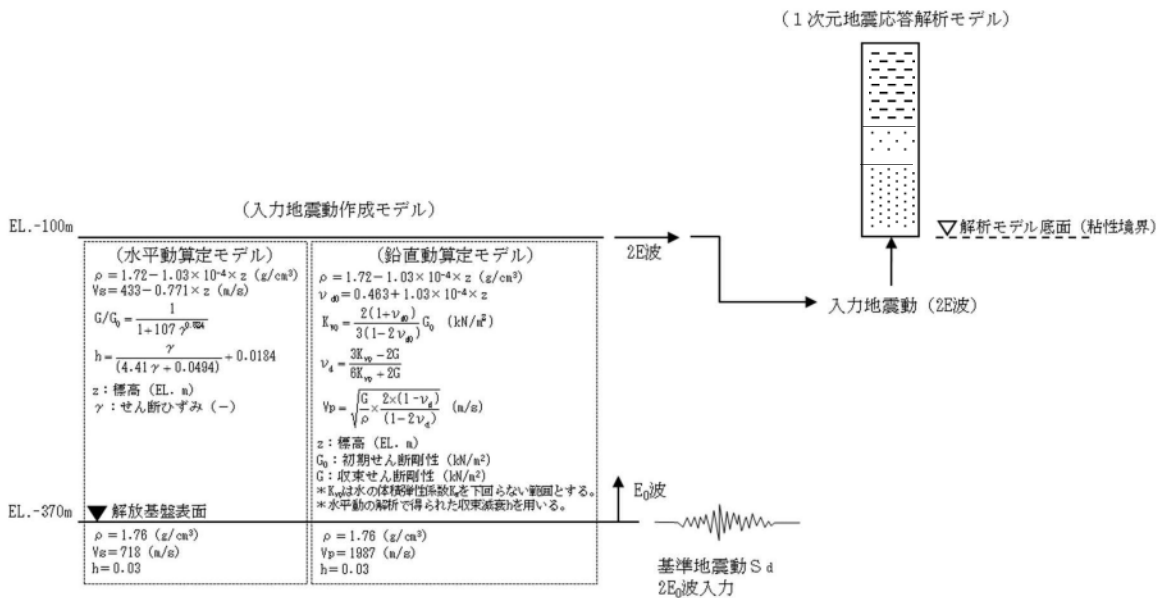 (1次元地震応答解析モデル)
(入力地震動作成モデル)
EL.-100m
2E波
▽解析モデル底面(粘性境界)
入力地震動(2E波)
(水平動算定モデル)
ρ=1.72-1.03×10⁻⁴×z (g/cm³)
Vs=433-0.771×z (m/s)
G/G₀=1/(1+107γ^0.824)
h=γ/(4.41γ+0.0494)+0.0184
z:標高(EL. m)
γ:せん断ひずみ(-)
(鉛直動算定モデル)
ρ=1.72-1.03×10⁻⁴×z (g/cm³)
ν_d0=0.463+1.03×10⁻⁴×z
K_v0=2(1+ν_d0)/3(1-2ν_d0) G₀ (kN/m²)
ν_d=(3K_v0-2G)/(6K_v0+2G)
Vp=√(G/ρ×2×(1-ν_d)/(1-2ν_d)) (m/s)
z:標高(EL. m)
G₀:初期せん断剛性(kN/m²)
G:収束せん断剛性(kN/m²)
*K_v0は水の体積弾性係数K_wを下回らない範囲とする。
*水平動の解析で得られた収束減衰hを用いる。
E₀波
EL.-370m
▼解放基盤表面
ρ=1.76 (g/cm³)
Vs=718 (m/s)
h=0.03
ρ=1.76 (g/cm³)
Vp=1987 (m/s)
h=0.03
基準地震動Sd
2E₀波入力